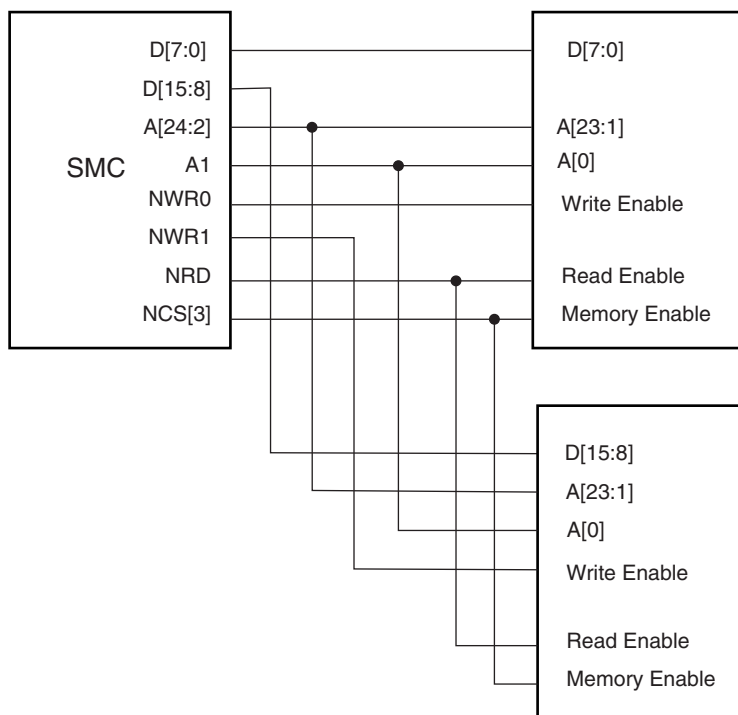 D[7:0] D[7:0]
D[15:8]
A[24:2] A[23:1]
SMC A1 A[0]
NWR0 Write Enable
NWR1
NRD Read Enable
NCS[3] Memory Enable
D[15:8]
A[23:1]
A[0]
Write Enable
Read Enable
Memory Enable